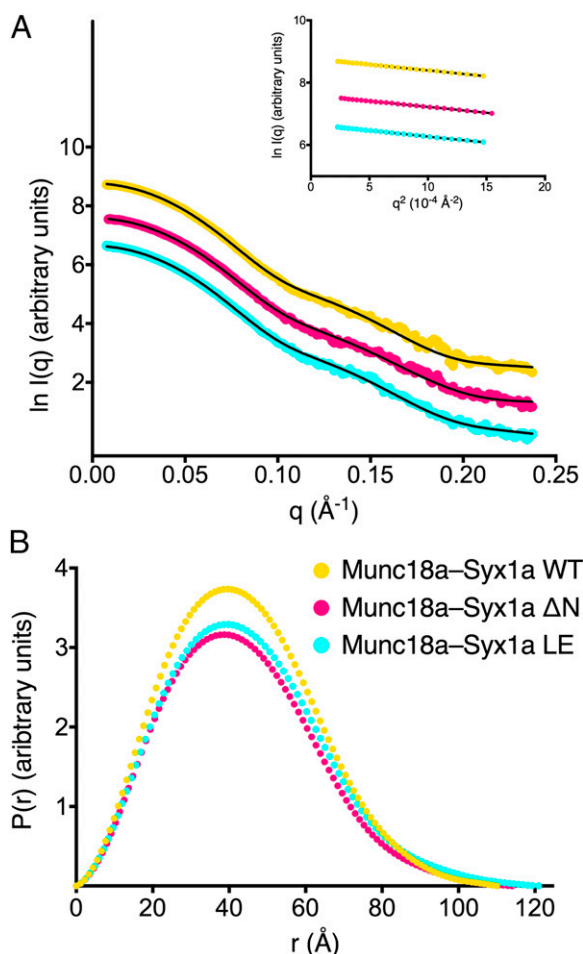 A
ln I(q) (arbitrary units)
10
8
6
4
2
0.00 0.05 0.10 0.15 0.20 0.25
q (Å⁻¹)
ln I(q) (arbitrary units)
10
8
6
0 5 10 15 20
q² (10⁻⁴ Å⁻²)
B
P(r) (aribtrary units)
4
3
2
1
0 20 40 60 80 100 120
r (Å)
Munc18a–Syx1a WT
Munc18a–Syx1a ΔN
Munc18a–Syx1a LE